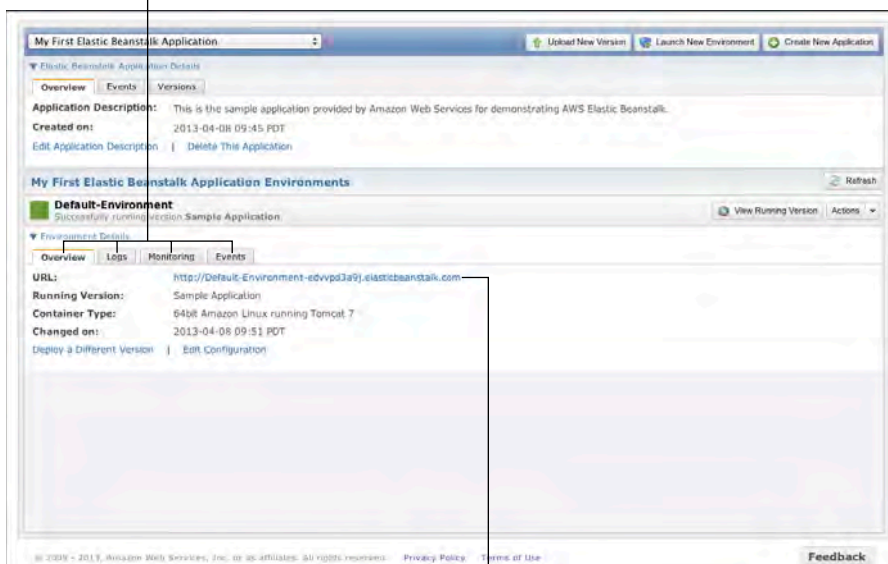 My First Elastic Beanstalk Application Upload New Version Launch New Environment Create New Application
Elastic Beanstalk Application Details
Overview Events Versions
Application Description: This is the sample application provided by Amazon Web Services for demonstrating AWS Elastic Beanstalk.
Created on: 2013-04-08 09:45 PDT
Edit Application Description | Delete This Application
My First Elastic Beanstalk Application Environments Refresh
Default-Environment View Running Version Actions
Successfully running version Sample Application
Environment Details
Overview Logs Monitoring Events
URL: http://Default-Environment-edvvpd3a9j.elasticbeanstalk.com
Running Version: Sample Application
Container Type: 64bit Amazon Linux running Tomcat 7
Changed on: 2013-04-08 09:51 PDT
Deploy a Different Version | Edit Configuration
© 2009 - 2013, Amazon Web Services, Inc. or its affiliates. All rights reserved. Privacy Policy Terms of Use Feedback